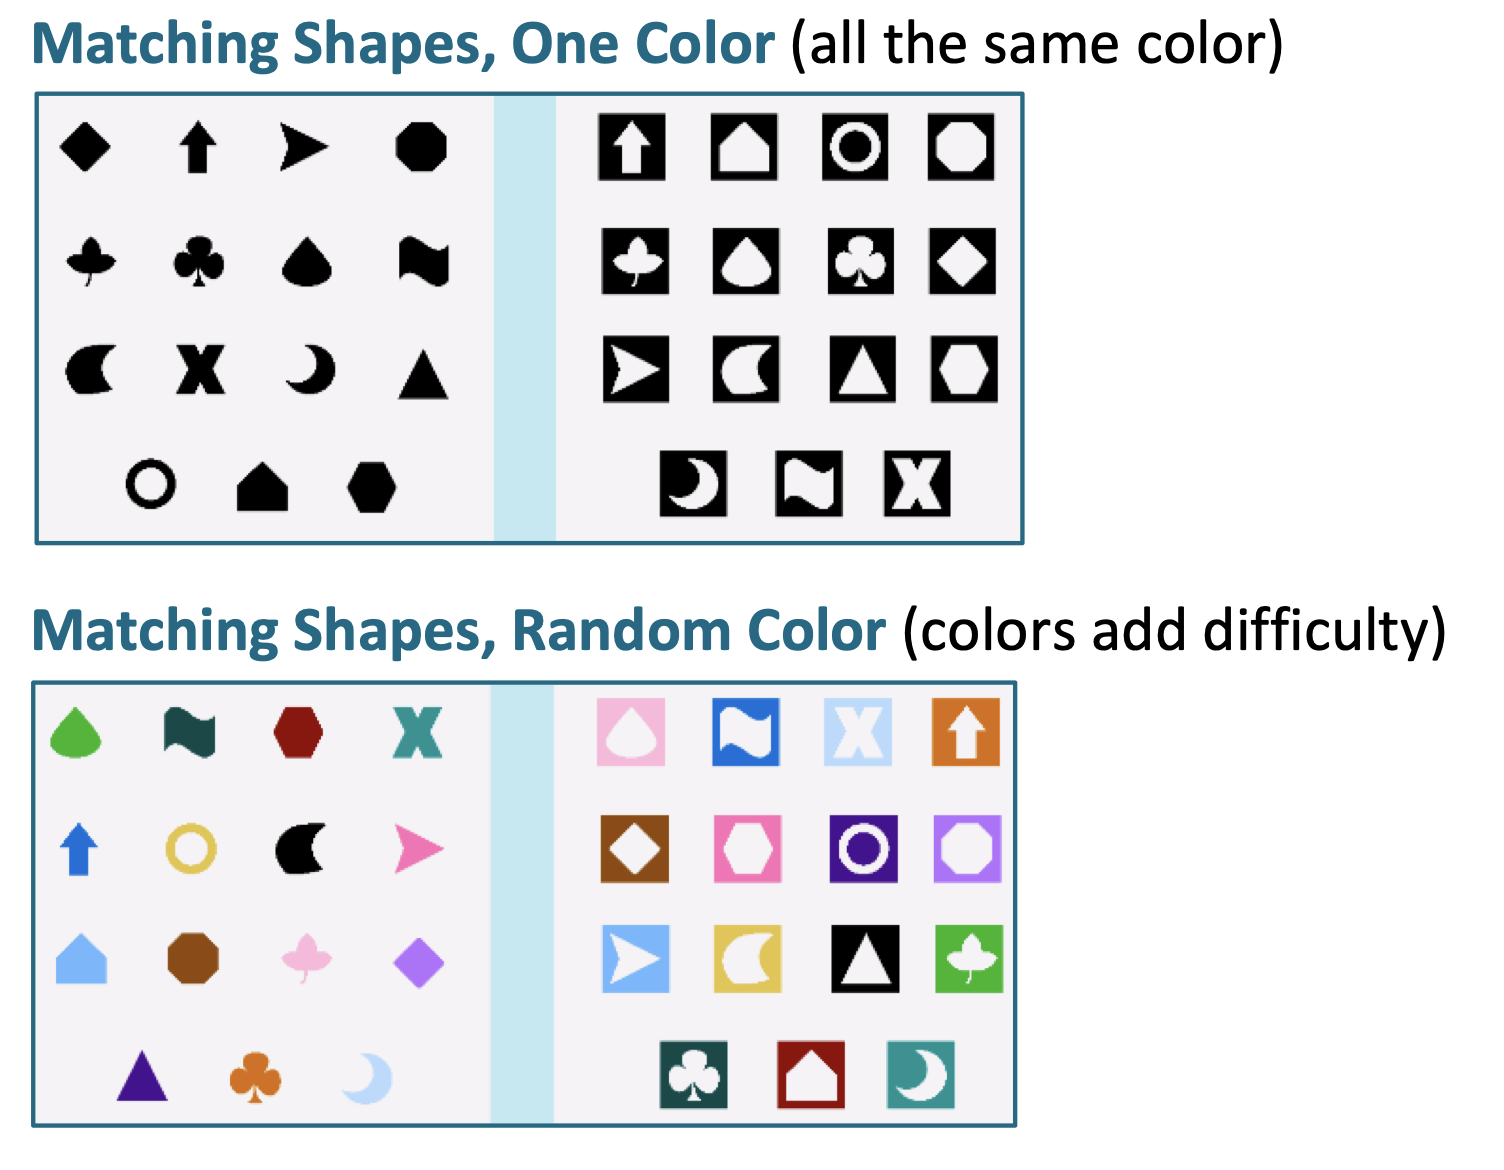 Matching Shapes, One Color (all the same color)
Matching Shapes, Random Color (colors add difficulty)